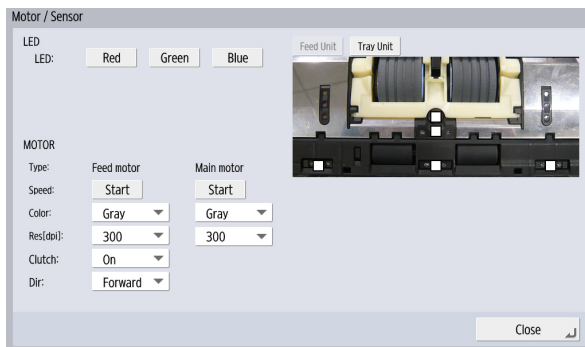 Motor / Sensor
LED
LED: Red Green Blue
Feed Unit Tray Unit
MOTOR
Type: Feed motor Main motor
Speed: Start Start
Color: Gray Gray
Res[dpi]: 300 300
Clutch: On
Dir: Forward
Close